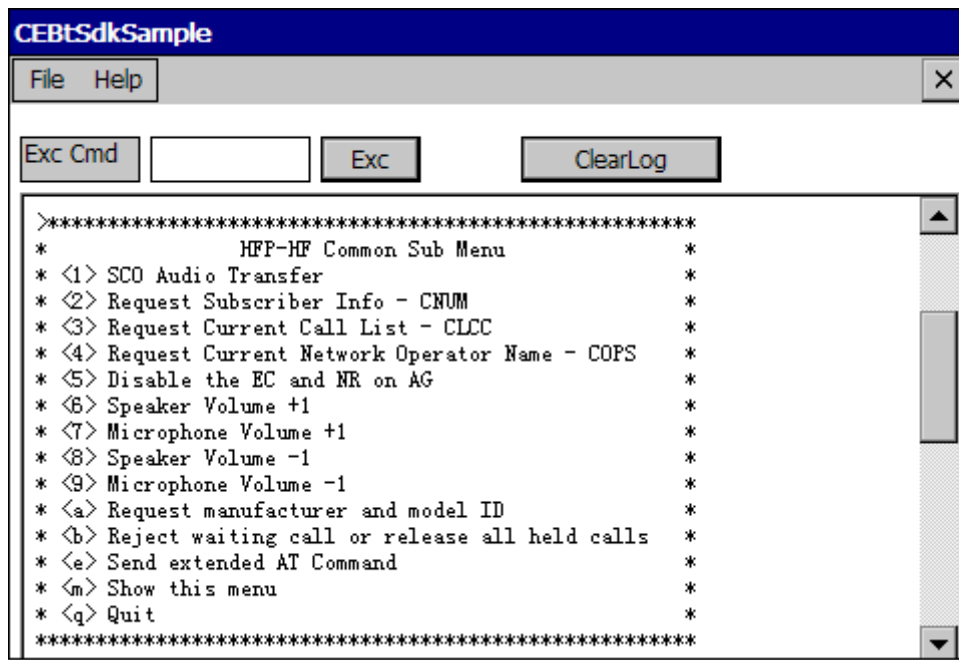 CEBtSdkSample
File Help
Exc Cmd Exc ClearLog
>******************************************************
* HFP-HF Common Sub Menu *
* <1> SCO Audio Transfer *
* <2> Request Subscriber Info - CNUM *
* <3> Request Current Call List - CLCC *
* <4> Request Current Network Operator Name - COPS *
* <5> Disable the EC and NR on AG *
* <6> Speaker Volume +1 *
* <7> Microphone Volume +1 *
* <8> Speaker Volume -1 *
* <9> Microphone Volume -1 *
* <a> Request manufacturer and model ID *
* <b> Reject waiting call or release all held calls *
* <e> Send extended AT Command *
* <m> Show this menu *
* <q> Quit *
*******************************************************